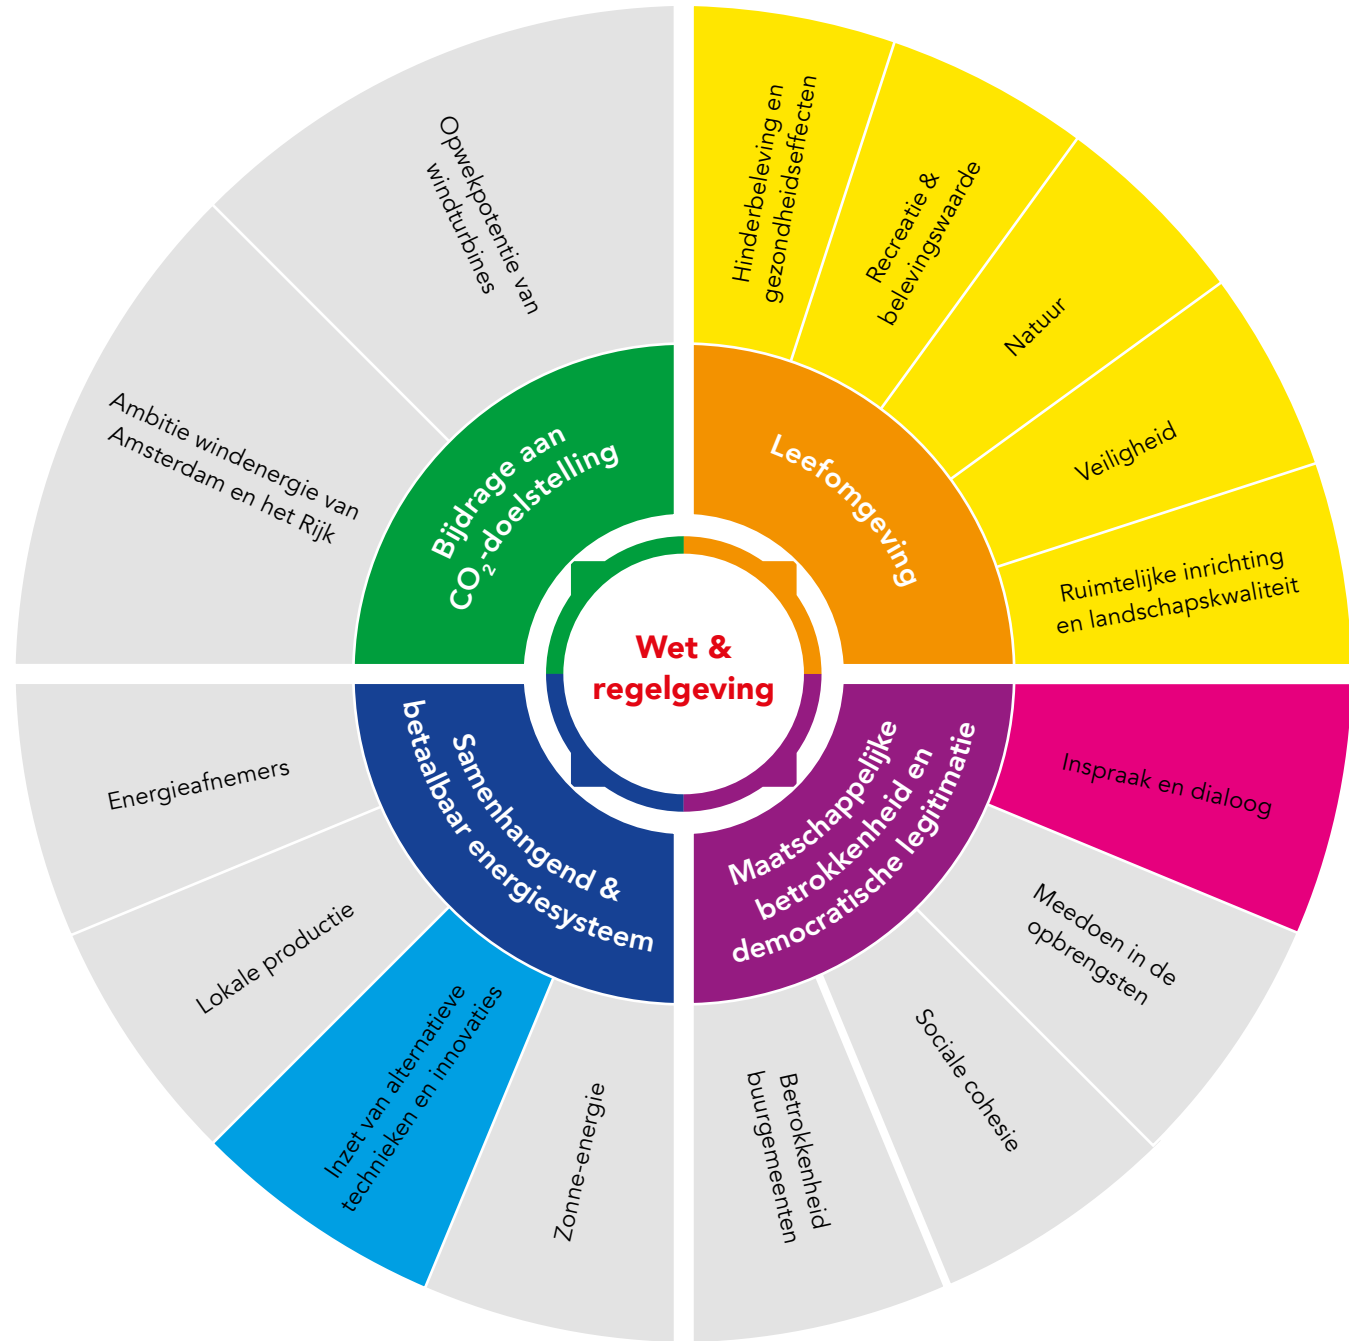 Opwekpotentie van
windturbines
Ambitie windenergie van
Amsterdam en het Rijk
Bijdrage aan
CO₂-doelstelling
Hinderbeleving en
gezondheidseffecten
Recreatie &
belevingswaarde
Natuur
Veiligheid
Ruimtelijke inrichting
en landschapskwaliteit
Leefomgeving
Wet &
regelgeving
Energieafnemers
Lokale productie
Inzet van alternatieve
technieken en innovaties
Zonne-energie
Samenhangend &
betaalbaar energiesysteem
Maatschappelijke
betrokkenheid en
democratische legitimatie
Inspraak en dialoog
Meedoen in de
opbrengsten
Sociale cohesie
Betrokkenheid
buurgemeenten